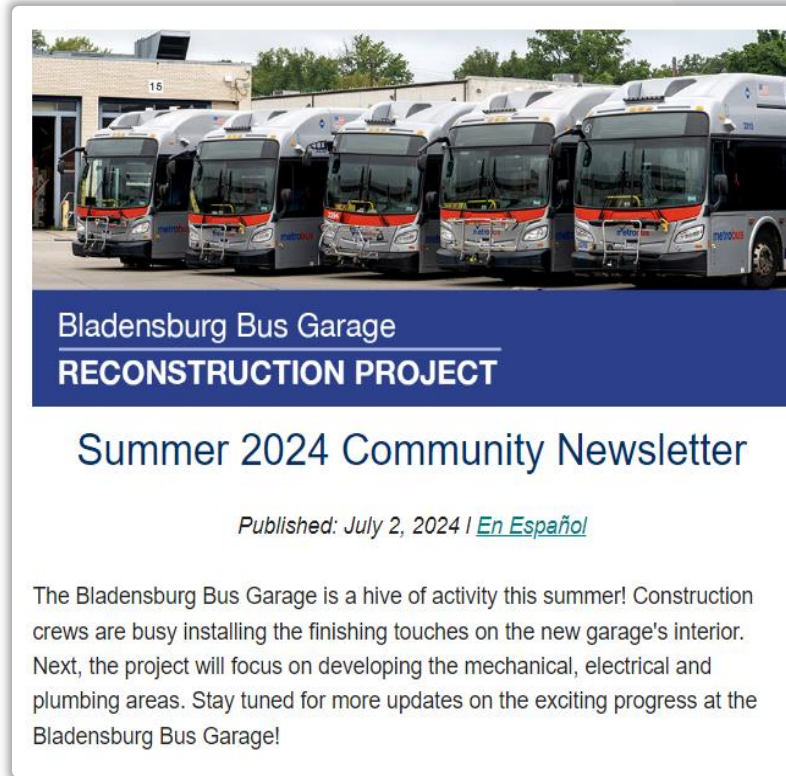 15
metrobus
metrobus
metrobus
Bladensburg Bus Garage
RECONSTRUCTION PROJECT
Summer 2024 Community Newsletter
Published: July 2, 2024 I En Español
The Bladensburg Bus Garage is a hive of activity this summer! Construction
crews are busy installing the finishing touches on the new garage's interior.
Next, the project will focus on developing the mechanical, electrical and
plumbing areas. Stay tuned for more updates on the exciting progress at the
Bladensburg Bus Garage!